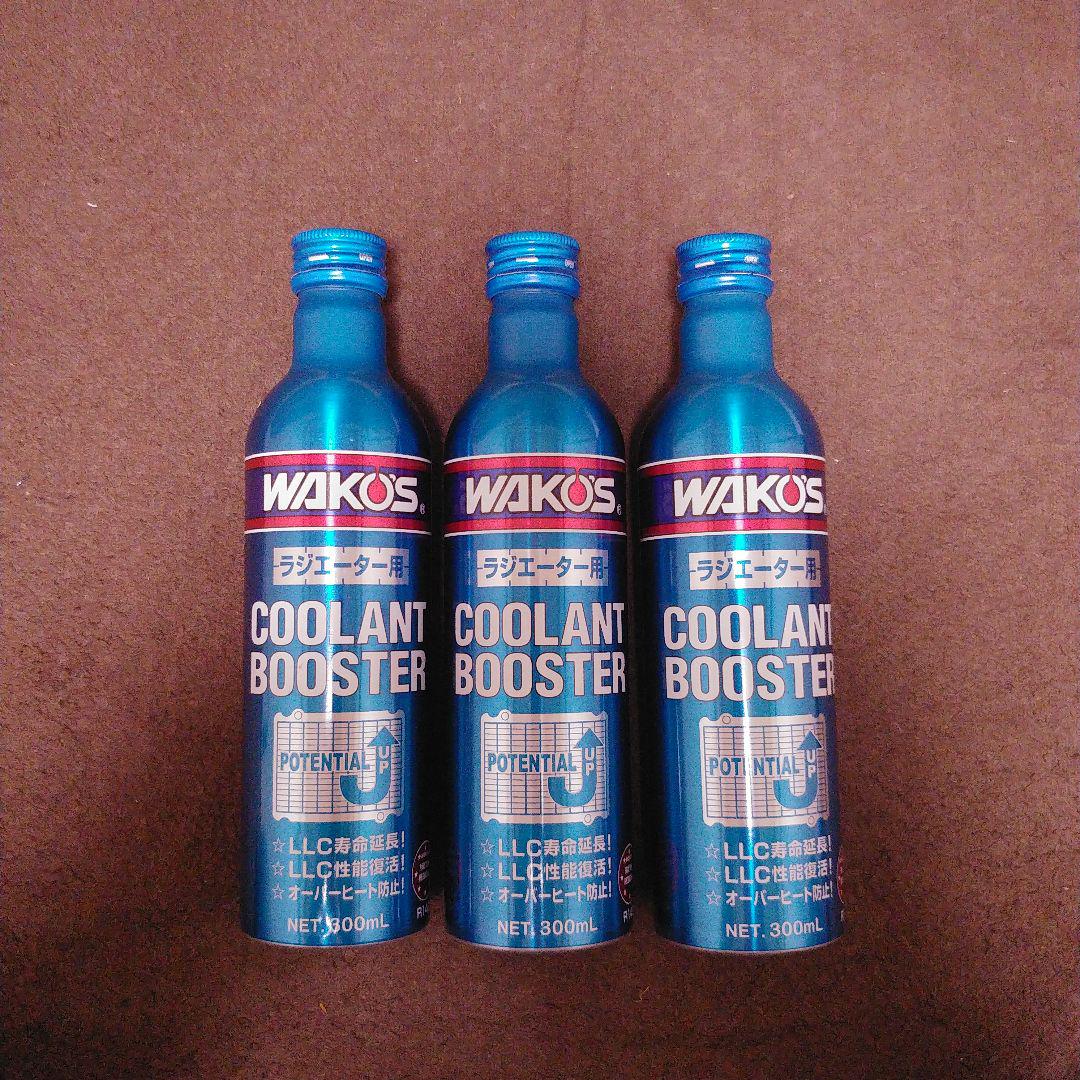 WAKO'S®
ラジエーター用
COOLANT
BOOSTER
POTENTIAL UP
☆LLC寿命延長!
☆LLC性能復活!
☆オーバーヒート防止!
NET. 300mL
OPEN
WAKO'S®
ラジエーター用
COOLANT
BOOSTER
POTENTIAL UP
☆LLC寿命延長!
☆LLC性能復活!
☆オーバーヒート防止!
NET. 300mL
WAKO'S
ラジエーター用
COOLANT
BOOSTER
POTENTIAL UP
☆LLC寿命延長!
☆LLC性能復活!
☆オーバーヒート防止!
NET. 300mL